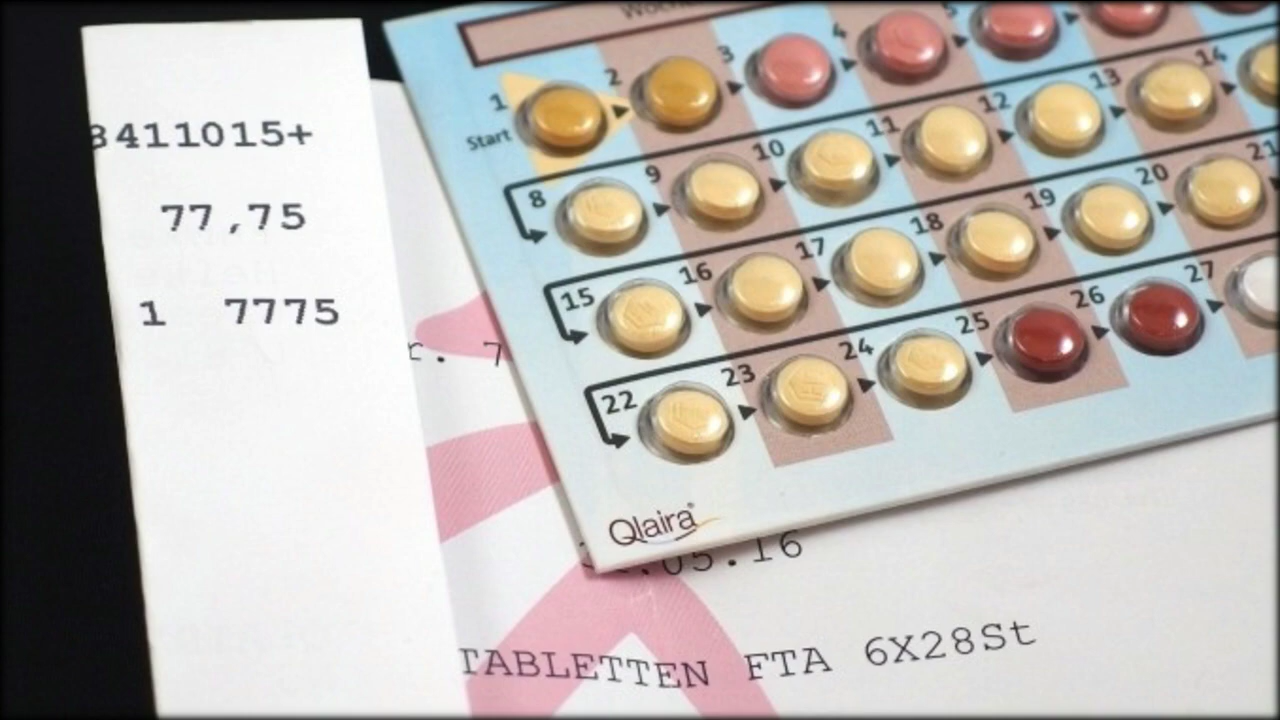 8411015+
77,75
1 7775
Start 1 2 3 4 5
8 9 10 11 12 13 14
15 16 17 18 19 20 21
22 23 24 25 26 27
Qlaira®
r. 7
.05.16
TABLETTEN FTA 6X28St